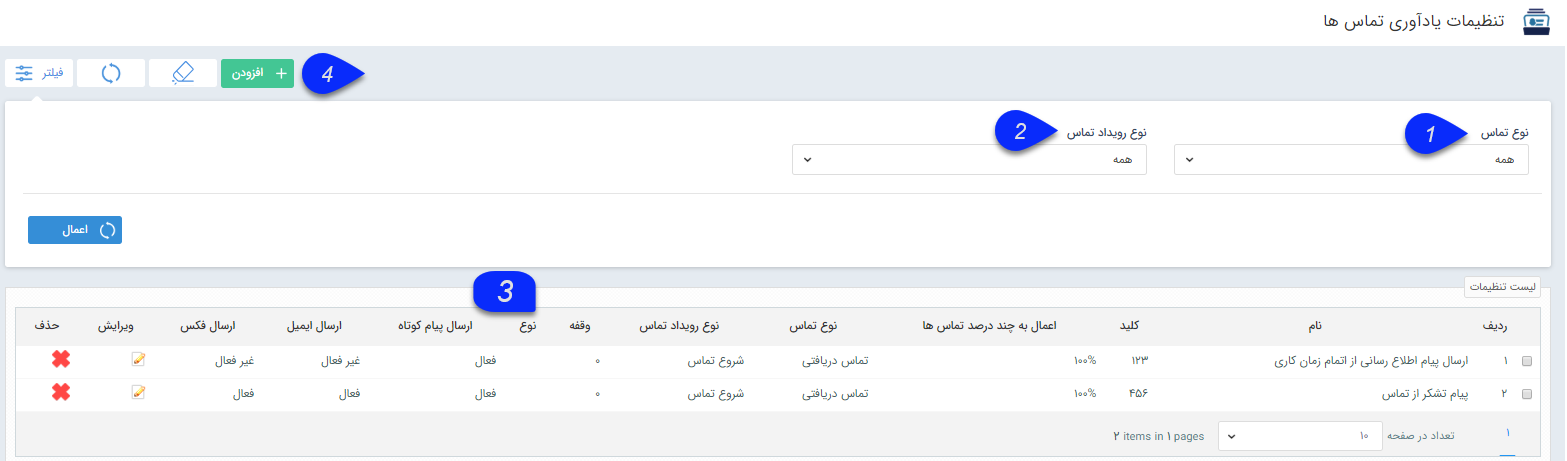 تنظیمات یادآوری تماس ها
4 افزودن فیلتر
1 نوع تماس 2 نوع رویداد تماس
همه همه
اعمال
3
لیست تنظیمات
ردیف نام کلید اعمال به چند درصد تماس ها نوع تماس نوع رویداد تماس وقفه نوع ارسال پیام کوتاه ارسال ایمیل ارسال فکس ویرایش حذف
۱ ارسال پیام اطلاع رسانی از اتمام زمان کاری ۱۲۳ ۱۰۰% تماس دریافتی شروع تماس ۰ فعال غیر فعال غیر فعال
۲ پیام تشکر از تماس ۴۵۶ ۱۰۰% تماس دریافتی شروع تماس ۰ فعال فعال فعال
۱ تعداد در صفحه ۱۰ ۲ items in ۱ pages